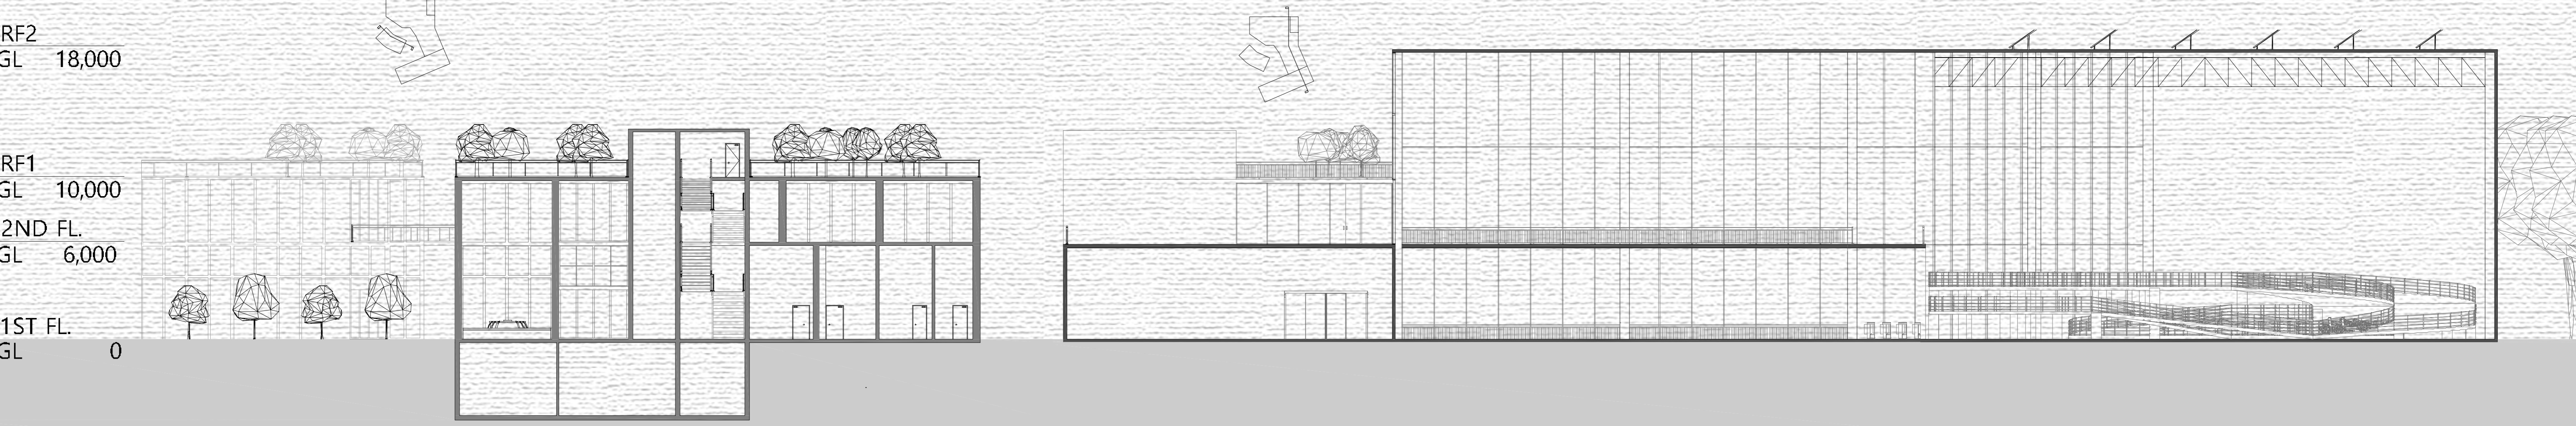 RF2
GL 18,000
RF1
GL 10,000
2ND FL.
GL 6,000
1ST FL.
GL 0